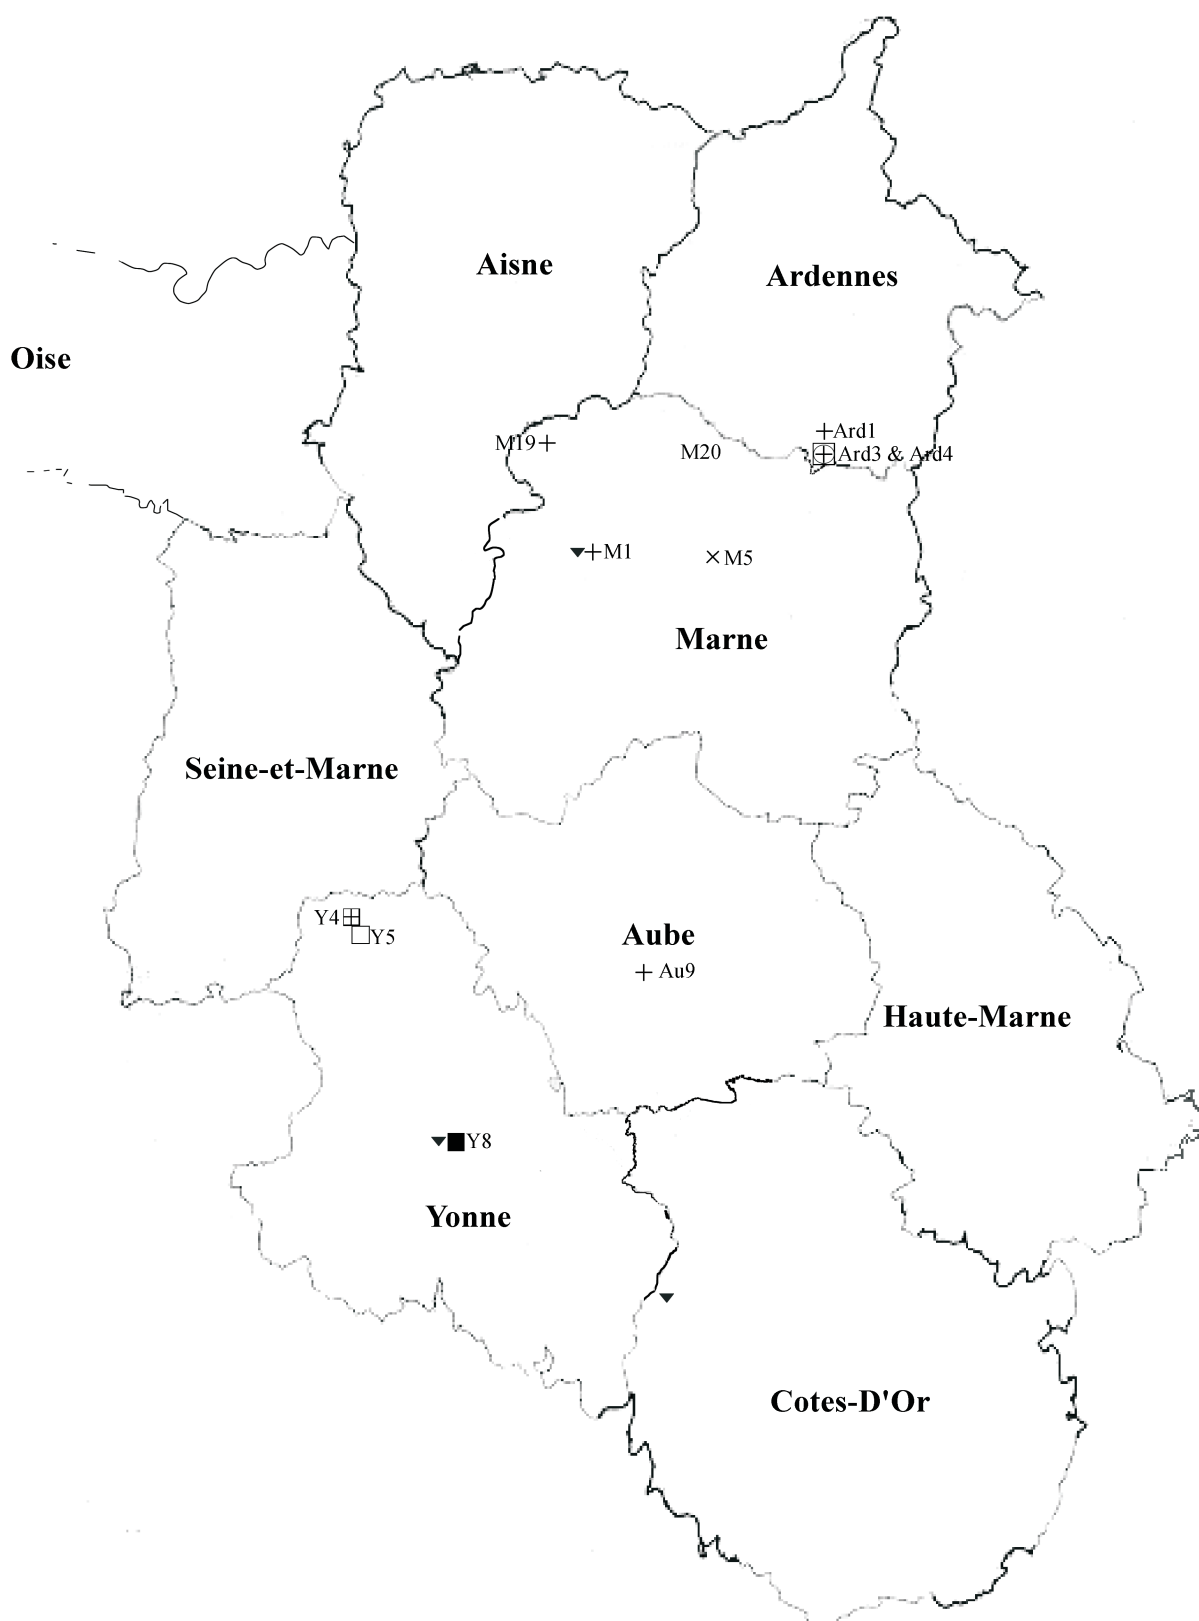 Aisne
Ardennes
Oise
Ard1
M19
M20
Ard3 & Ard4
M1
M5
Marne
Seine-et-Marne
Y4
Y5
Aube
Au9
Haute-Marne
Y8
Yonne
Cotes-D'Or